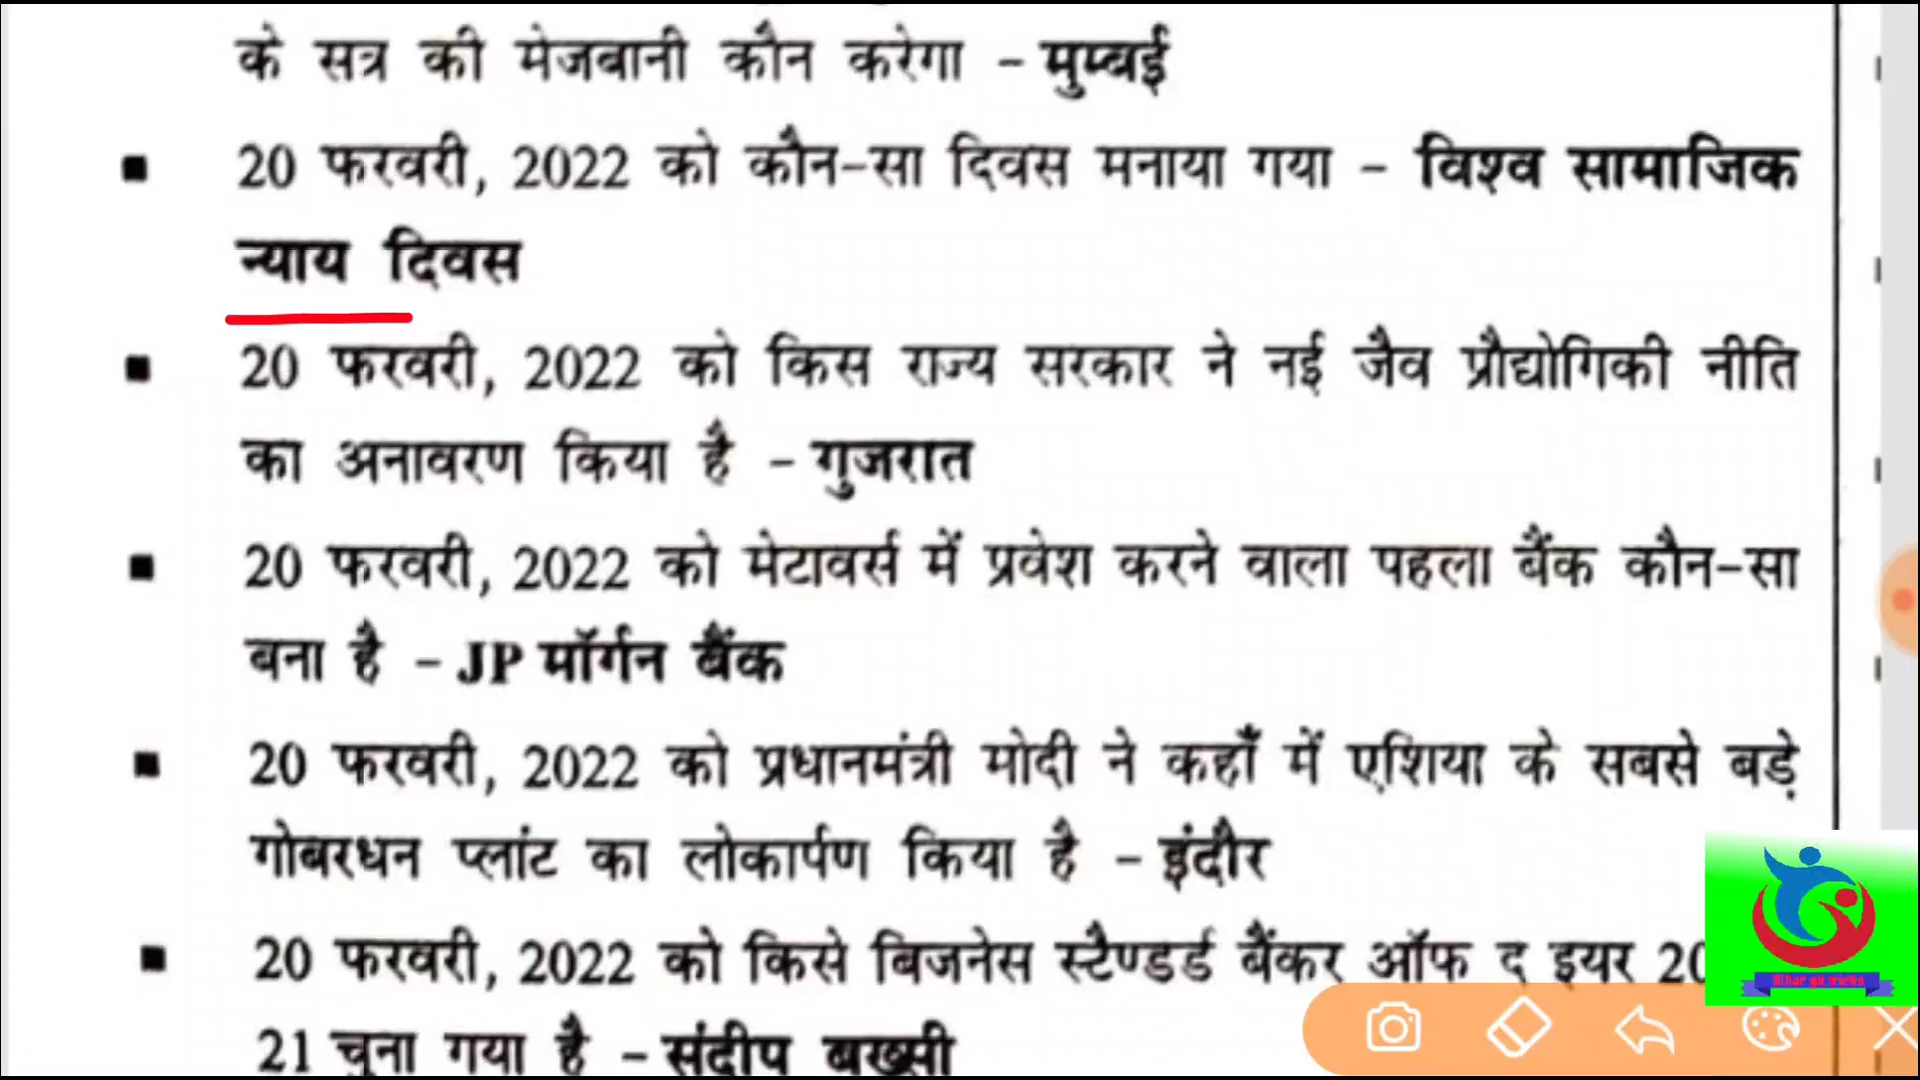 के सत्र की मेजबानी कौन करेगा - मुम्बई
▪ 20 फरवरी, 2022 को कौन-सा दिवस मनाया गया - विश्व सामाजिक
न्याय दिवस
▪ 20 फरवरी, 2022 को किस राज्य सरकार ने नई जैव प्रौद्योगिकी नीति
का अनावरण किया है - गुजरात
▪ 20 फरवरी, 2022 को मेटावर्स में प्रवेश करने वाला पहला बैंक कौन-सा
बना है - JP मॉर्गन बैंक
▪ 20 फरवरी, 2022 को प्रधानमंत्री मोदी ने कहाँ में एशिया के सबसे बड़े
गोबरधन प्लांट का लोकार्पण किया है - इंदौर
▪ 20 फरवरी, 2022 को किसे बिजनेस स्टैण्डर्ड बैंकर ऑफ द इयर 20
21 चुना गया है - संदीप बख्सी